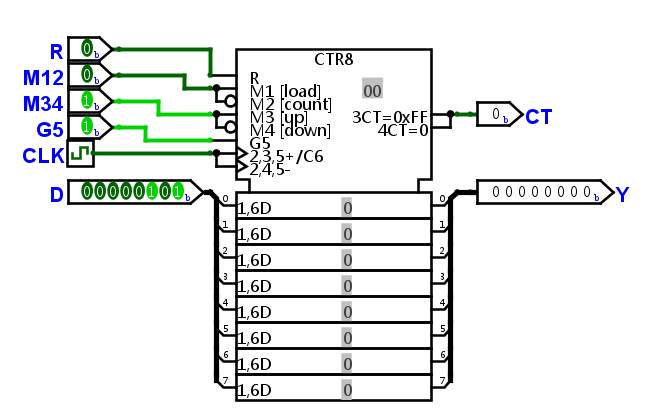 CTR8
R 0b R
M12 0b M1 [load] 00
M2 [count]
M34 1b M3 [up] 3CT=0xFF 0b CT
M4 [down] 4CT=0
G5 1b G5
CLK 2,3,5+/C6
2,4,5-
D 00000101b 00000000b Y
0 1,6D 0 0
1 1,6D 0 1
2 1,6D 0 2
3 1,6D 0 3
4 1,6D 0 4
5 1,6D 0 5
6 1,6D 0 6
7 1,6D 0 7